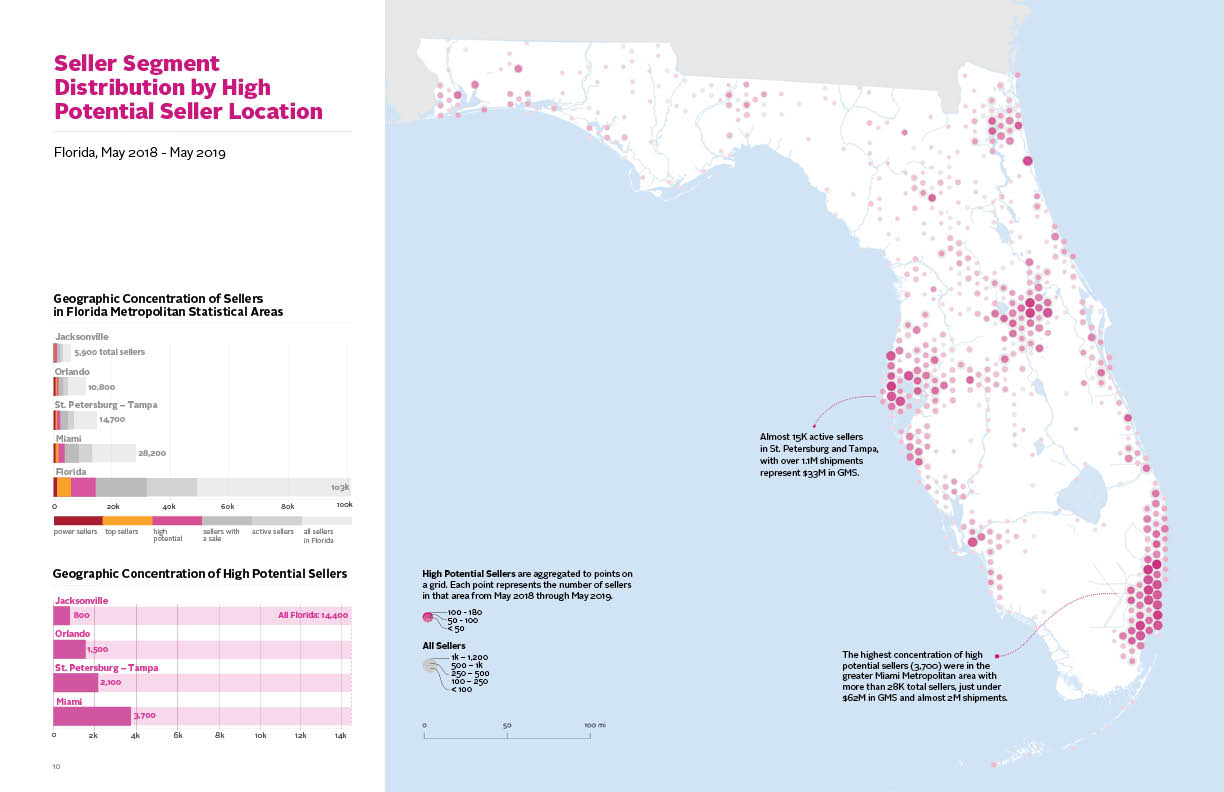 Seller Segment
Distribution by High
Potential Seller Location
Florida, May 2018 - May 2019
Geographic Concentration of Sellers
in Florida Metropolitan Statistical Areas
Jacksonville
5,900 total sellers
Orlando
10,800
St. Petersburg – Tampa
14,700
Miami
28,200
Florida
103k
0 20k 40k 60k 80k 100k
power sellers top sellers high potential sellers with a sale active sellers all sellers in Florida
Geographic Concentration of High Potential Sellers
Jacksonville
800 All Florida: 14,400
Orlando
1,500
St. Petersburg – Tampa
2,100
Miami
3,700
0 2k 4k 6k 8k 10k 12k 14k
10
Almost 15K active sellers
in St. Petersburg and Tampa,
with over 1.1M shipments
represent $33M in GMS.
High Potential Sellers are aggregated to points on
a grid. Each point represents the number of sellers
in that area from May 2018 through May 2019.
100 - 180
50 - 100
< 50
All Sellers
1k – 1,200
500 – 1k
250 – 500
100 – 250
< 100
0 50 100 mi
The highest concentration of high
potential sellers (3,700) were in the
greater Miami Metropolitan area with
more than 28K total sellers, just under
$62M in GMS and almost 2M shipments.